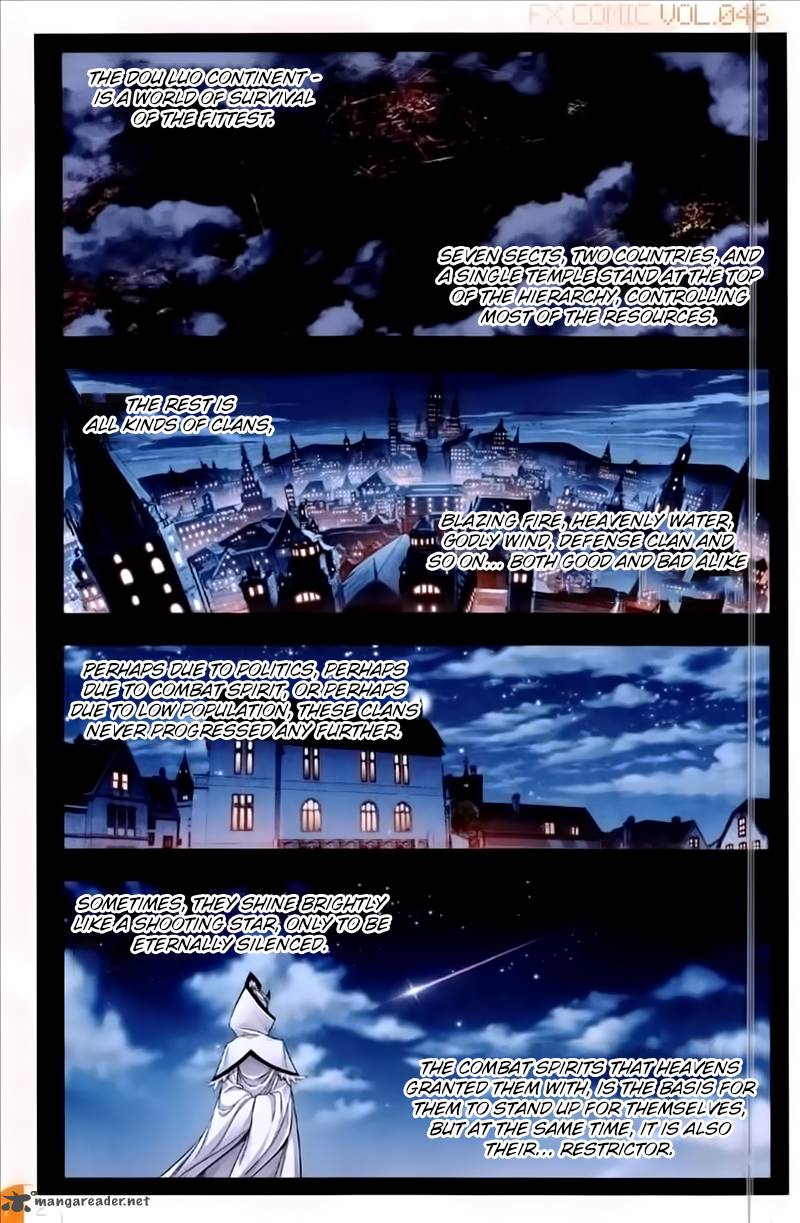 FX COMIC VOL.046
THE DOU LUO CONTINENT -
IS A WORLD OF SURVIVAL
OF THE FITTEST.
SEVEN SECTS, TWO COUNTRIES, AND
A SINGLE TEMPLE STAND AT THE TOP
OF THE HIERARCHY, CONTROLLING
MOST OF THE RESOURCES.
THE REST IS
ALL KINDS OF CLANS,
BLAZING FIRE, HEAVENLY WATER,
GODLY WIND, DEFENSE CLAN AND
SO ON... BOTH GOOD AND BAD ALIKE
PERHAPS DUE TO POLITICS, PERHAPS
DUE TO COMBAT SPIRIT, OR PERHAPS
DUE TO LOW POPULATION, THESE CLANS
NEVER PROGRESSED ANY FURTHER.
SOMETIMES, THEY SHINE BRIGHTLY
LIKE A SHOOTING STAR, ONLY TO BE
ETERNALLY SILENCED.
THE COMBAT SPIRITS THAT HEAVENS
GRANTED THEM WITH, IS THE BASIS FOR
THEM TO STAND UP FOR THEMSELVES,
BUT AT THE SAME TIME, IT IS ALSO
THEIR... RESTRICTOR.
mangareader.net